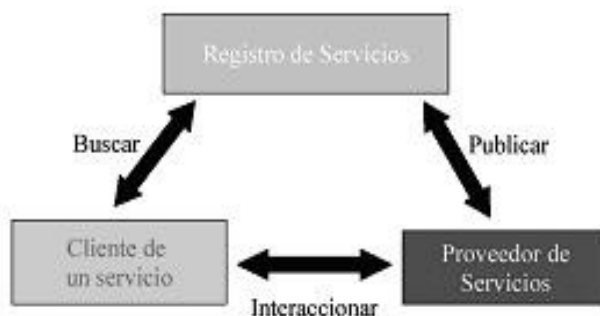 Registro de Servicios
Buscar
Publicar
Cliente de
un servicio
Proveedor de
Servicios
Interaccionar